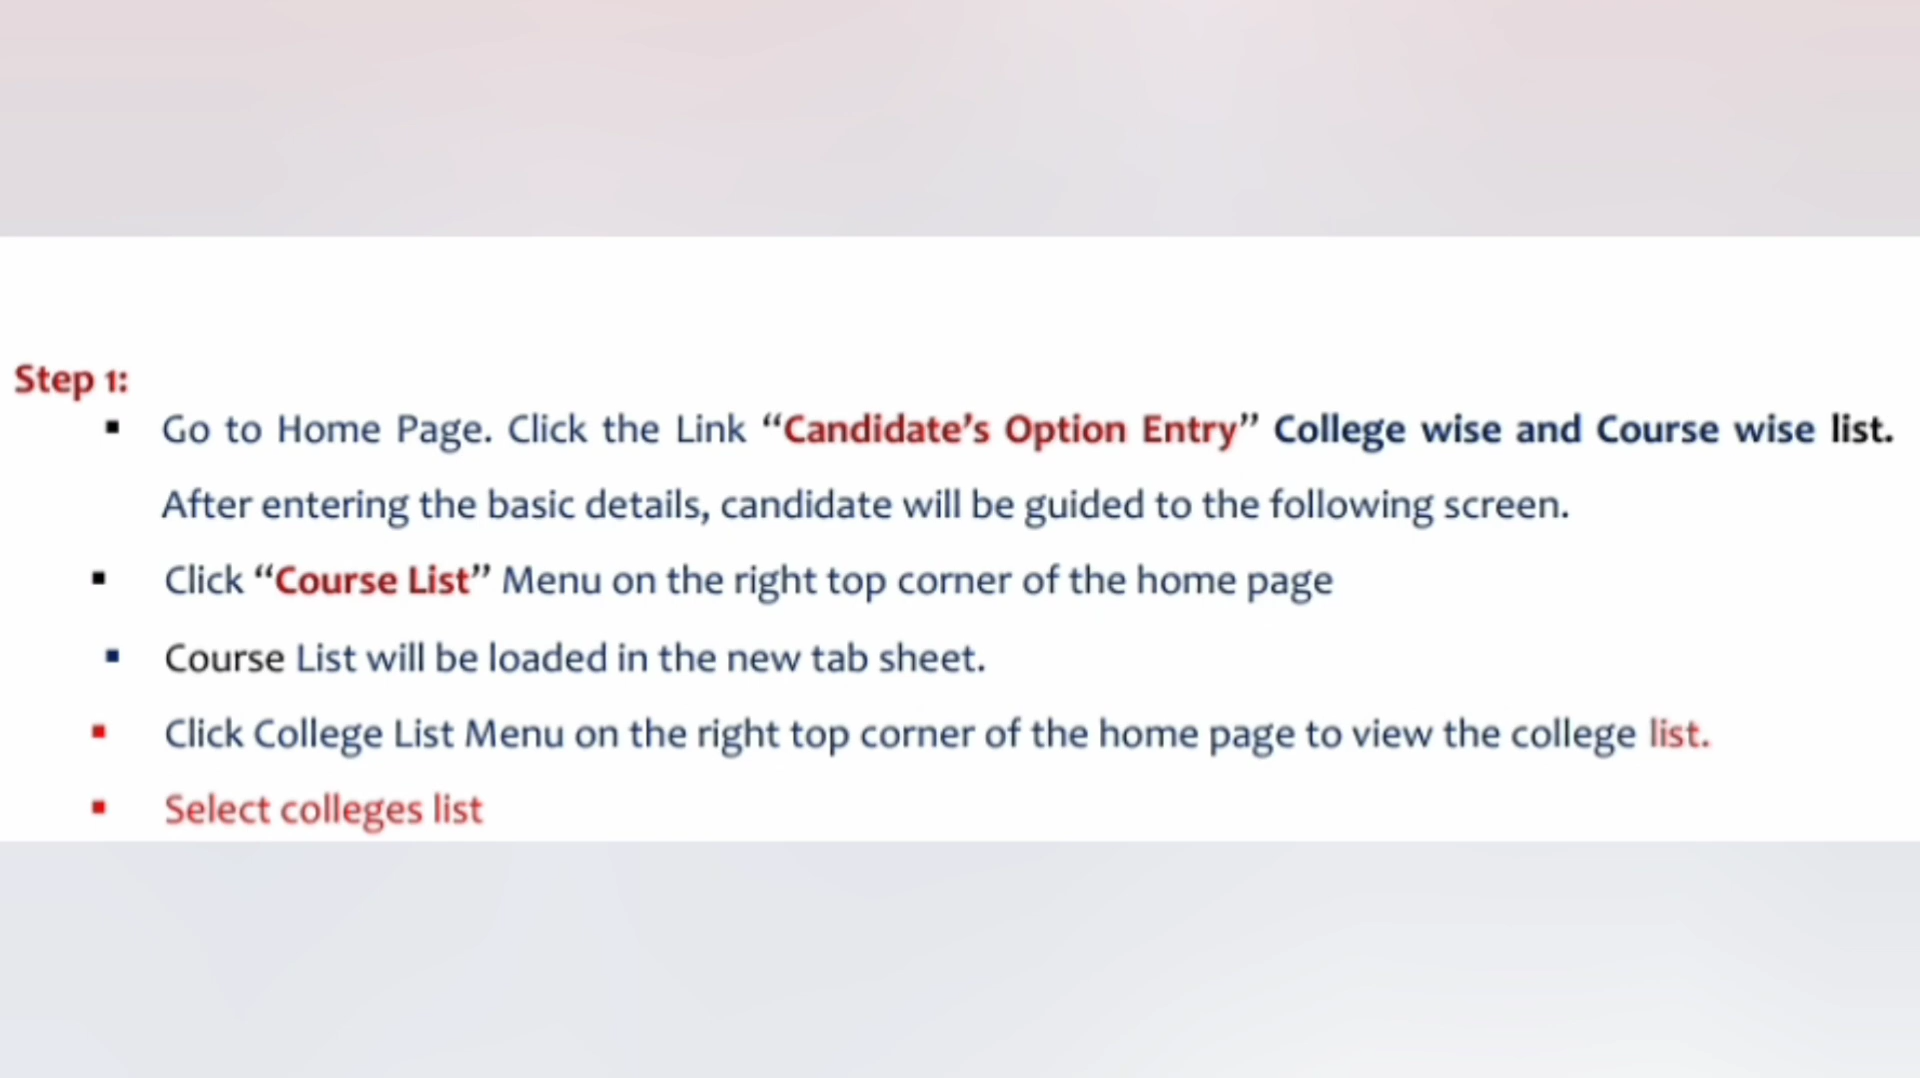 Step 1:
▪ Go to Home Page. Click the Link “Candidate’s Option Entry” College wise and Course wise list.
After entering the basic details, candidate will be guided to the following screen.
▪ Click “Course List” Menu on the right top corner of the home page
▪ Course List will be loaded in the new tab sheet.
▪ Click College List Menu on the right top corner of the home page to view the college list.
▪ Select colleges list